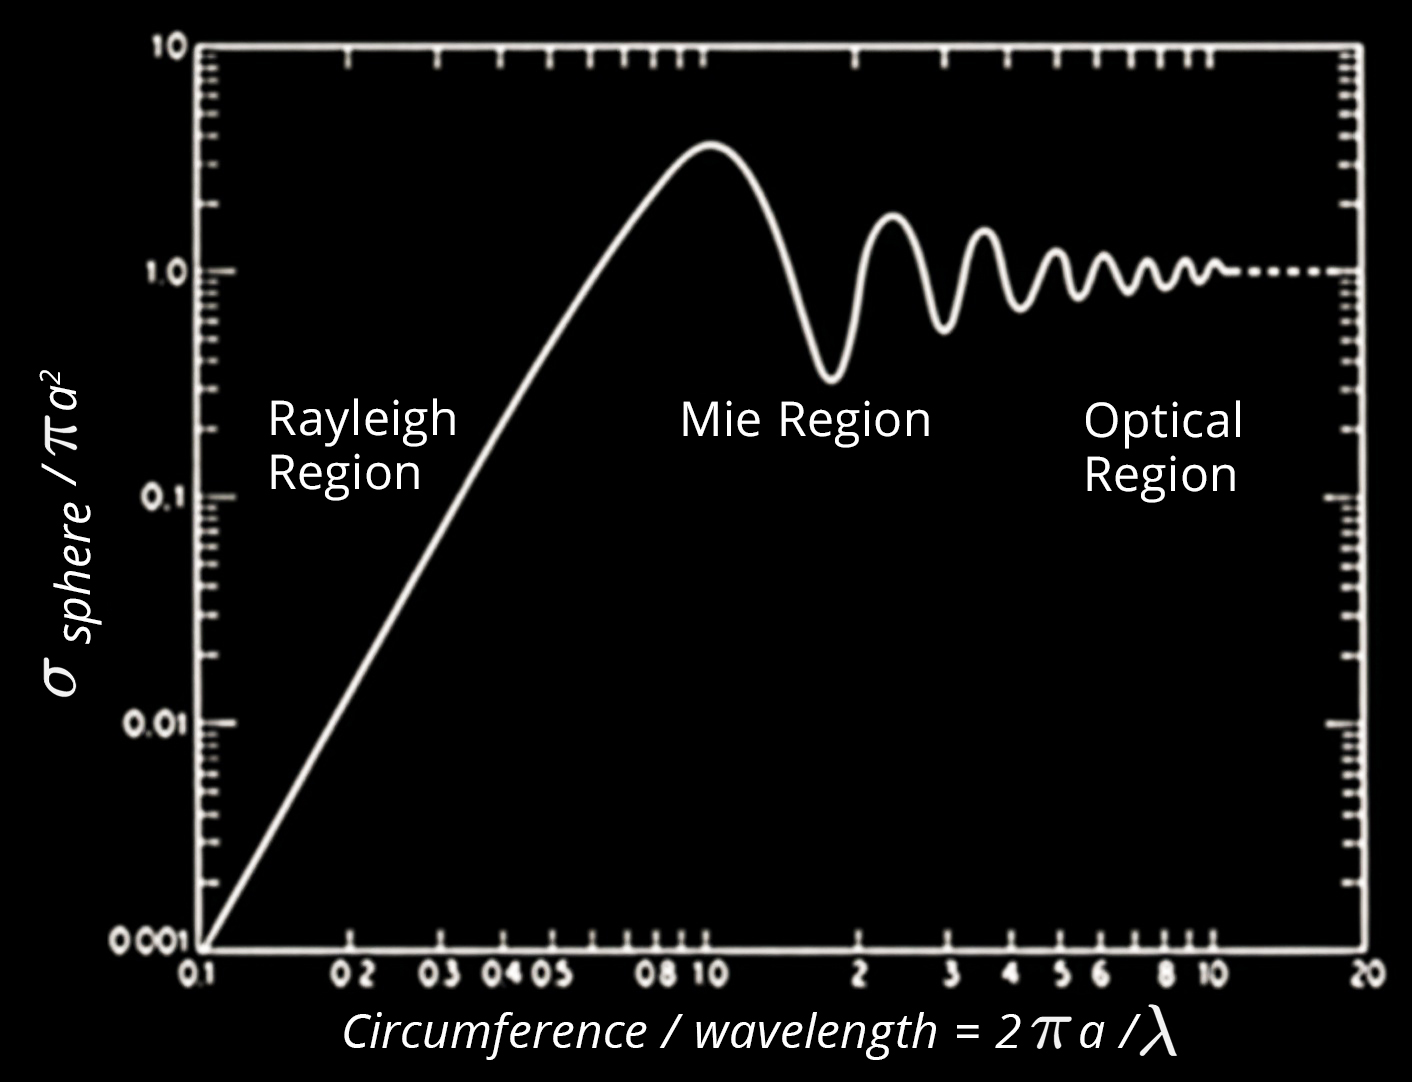 10
1.0
0.1
0.01
0 001
σ sphere / π a²
Rayleigh
Region
Mie Region
Optical
Region
0.1 0 2 0 3 0.4 0 5 0 8 1 0 2 3 4 5 6 8 10 20
Circumference / wavelength = 2 π a / λ